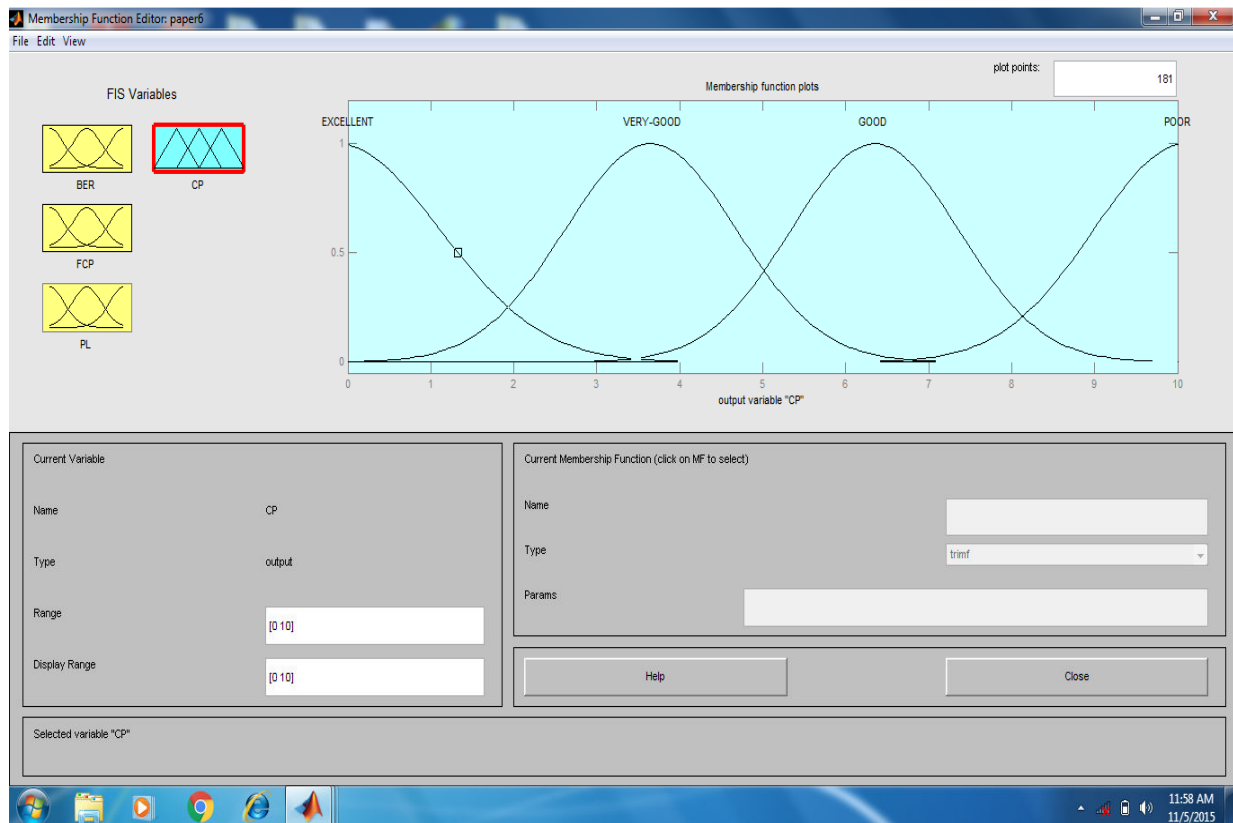 Membership Function Editor: paper6
File Edit View
plot points:
181
FIS Variables
Membership function plots
BER
CP
FCP
PL
EXCELLENT
VERY-GOOD
GOOD
POOR
1
0.5
0
0 1 2 3 4 5 6 7 8 9 10
output variable "CP"
Current Variable
Name CP
Type output
Range [0 10]
Display Range [0 10]
Current Membership Function (click on MF to select)
Name
Type trimf
Params
Help Close
Selected variable "CP"
11:58 AM
11/5/2015